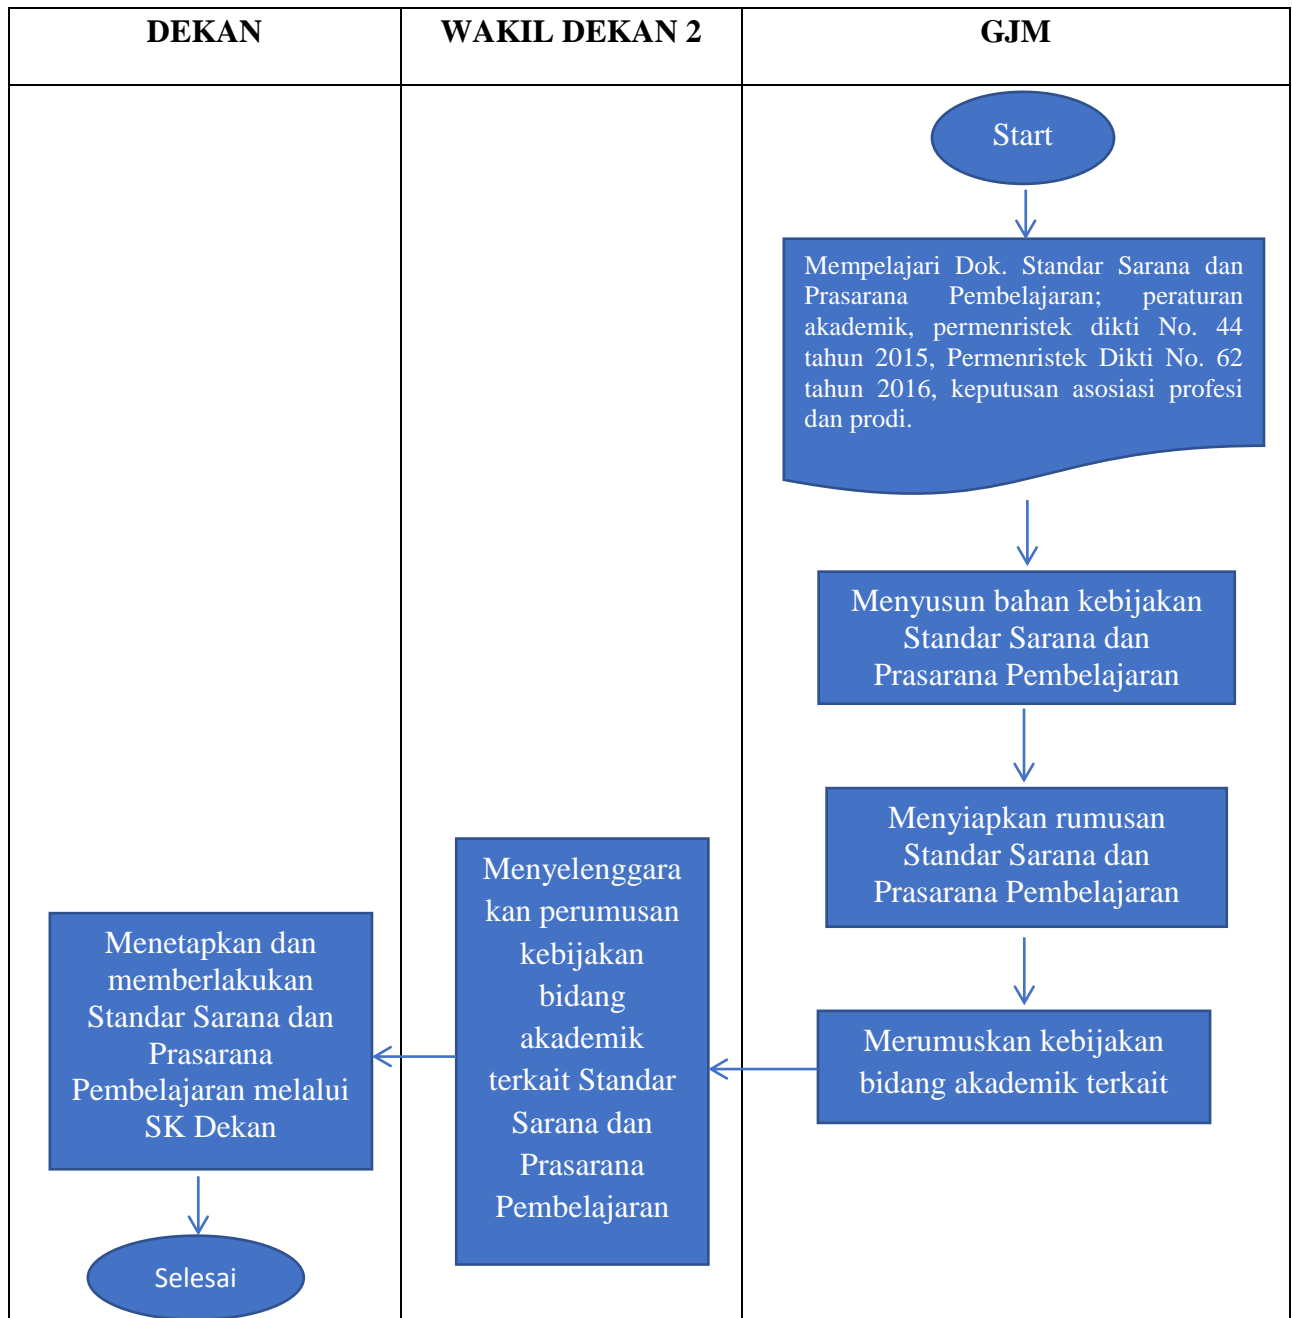 DEKAN
WAKIL DEKAN 2
GJM
Start
Mempelajari Dok. Standar Sarana dan
Prasarana Pembelajaran; peraturan
akademik, permenristek dikti No. 44
tahun 2015, Permenristek Dikti No. 62
tahun 2016, keputusan asosiasi profesi
dan prodi.
Menyusun bahan kebijakan
Standar Sarana dan
Prasarana Pembelajaran
Menyiapkan rumusan
Standar Sarana dan
Prasarana Pembelajaran
Merumuskan kebijakan
bidang akademik terkait
Menyelenggara
kan perumusan
kebijakan
bidang
akademik
terkait Standar
Sarana dan
Prasarana
Pembelajaran
Menetapkan dan
memberlakukan
Standar Sarana dan
Prasarana
Pembelajaran melalui
SK Dekan
Selesai